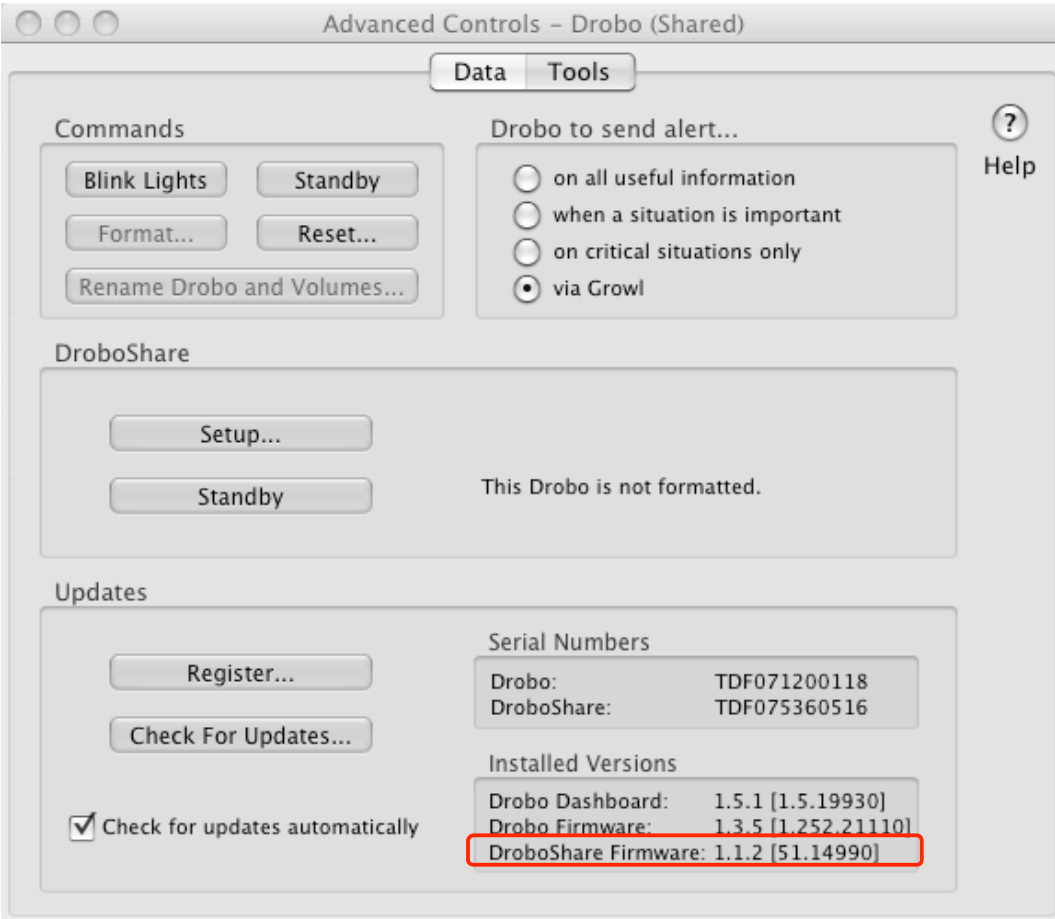 Advanced Controls – Drobo (Shared)
Data Tools
Commands
Blink Lights Standby
Format... Reset...
Rename Drobo and Volumes...
Drobo to send alert...
on all useful information
when a situation is important
on critical situations only
via Growl
?
Help
DroboShare
Setup...
Standby
This Drobo is not formatted.
Updates
Register...
Check For Updates...
Check for updates automatically
Serial Numbers
Drobo: TDF071200118
DroboShare: TDF075360516
Installed Versions
Drobo Dashboard: 1.5.1 [1.5.19930]
Drobo Firmware: 1.3.5 [1.252.21110]
DroboShare Firmware: 1.1.2 [51.14990]